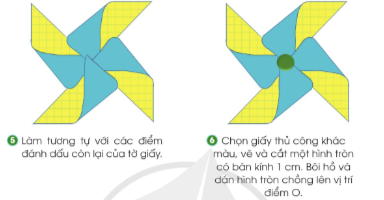 5 Làm tương tự với các điểm
đánh dấu còn lại của tờ giấy.
6 Chọn giấy thủ công khác
màu, vẽ và cắt một hình tròn
có bàn kính 1 cm. Bôi hồ và
dán hình tròn chồng lên vị trí
điểm O.